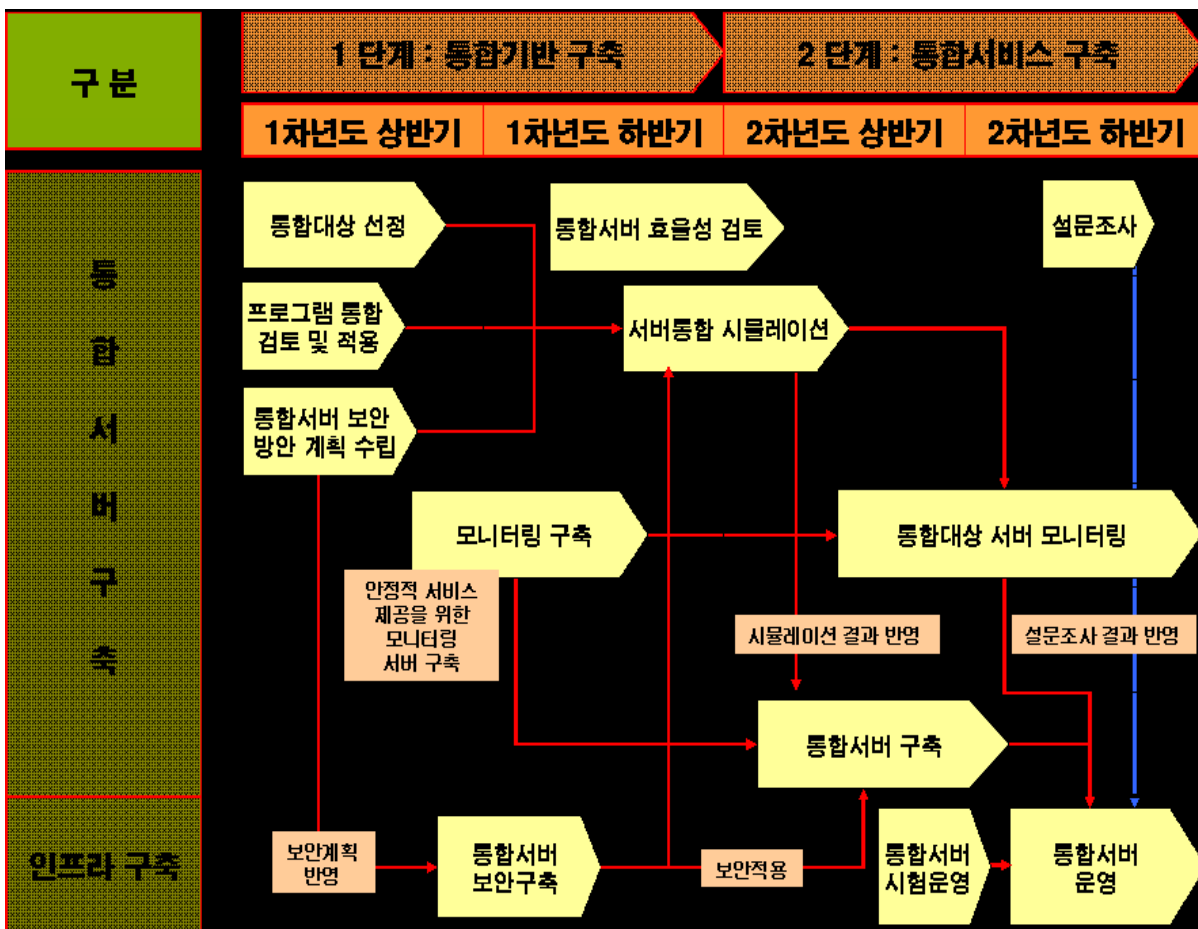 구 분
1 단계 : 통합기반 구축
2 단계 : 통합서비스 구축
1차년도 상반기
1차년도 하반기
2차년도 상반기
2차년도 하반기
통
합
서
버
구
축
통합대상 선정
통합서버 효율성 검토
설문조사
프로그램 통합
검토 및 적용
서버통합 시뮬레이션
통합서버 보안
방안 계획 수립
모니터링 구축
통합대상 서버 모니터링
안정적 서비스
제공을 위한
모니터링
서버 구축
시뮬레이션 결과 반영
설문조사 결과 반영
통합서버 구축
인프라 구축
보안계획
반영
통합서버
보안구축
보안적용
통합서버
시험운영
통합서버
운영